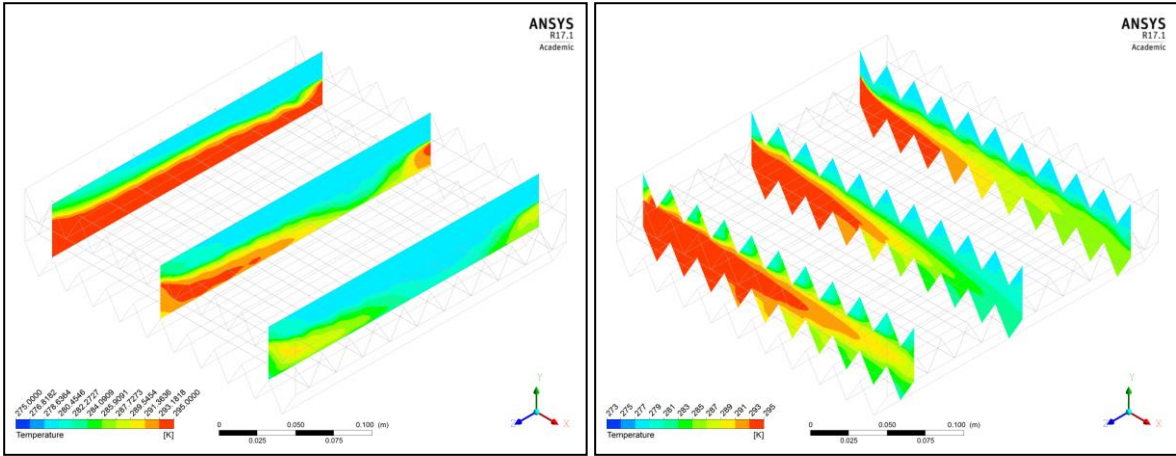 ANSYS
R17.1
Academic
275.0000
276.8182
278.6364
280.4546
282.2727
284.0909
285.9091
287.7273
289.5454
291.3636
293.1818
295.0000
Temperature [K]
0 0.050 0.100 (m)
0.025 0.075
Y
Z X
ANSYS
R17.1
Academic
273
275
277
279
281
283
285
287
289
291
293
295
Temperature [K]
0 0.050 0.100 (m)
0.025 0.075
Y
Z X